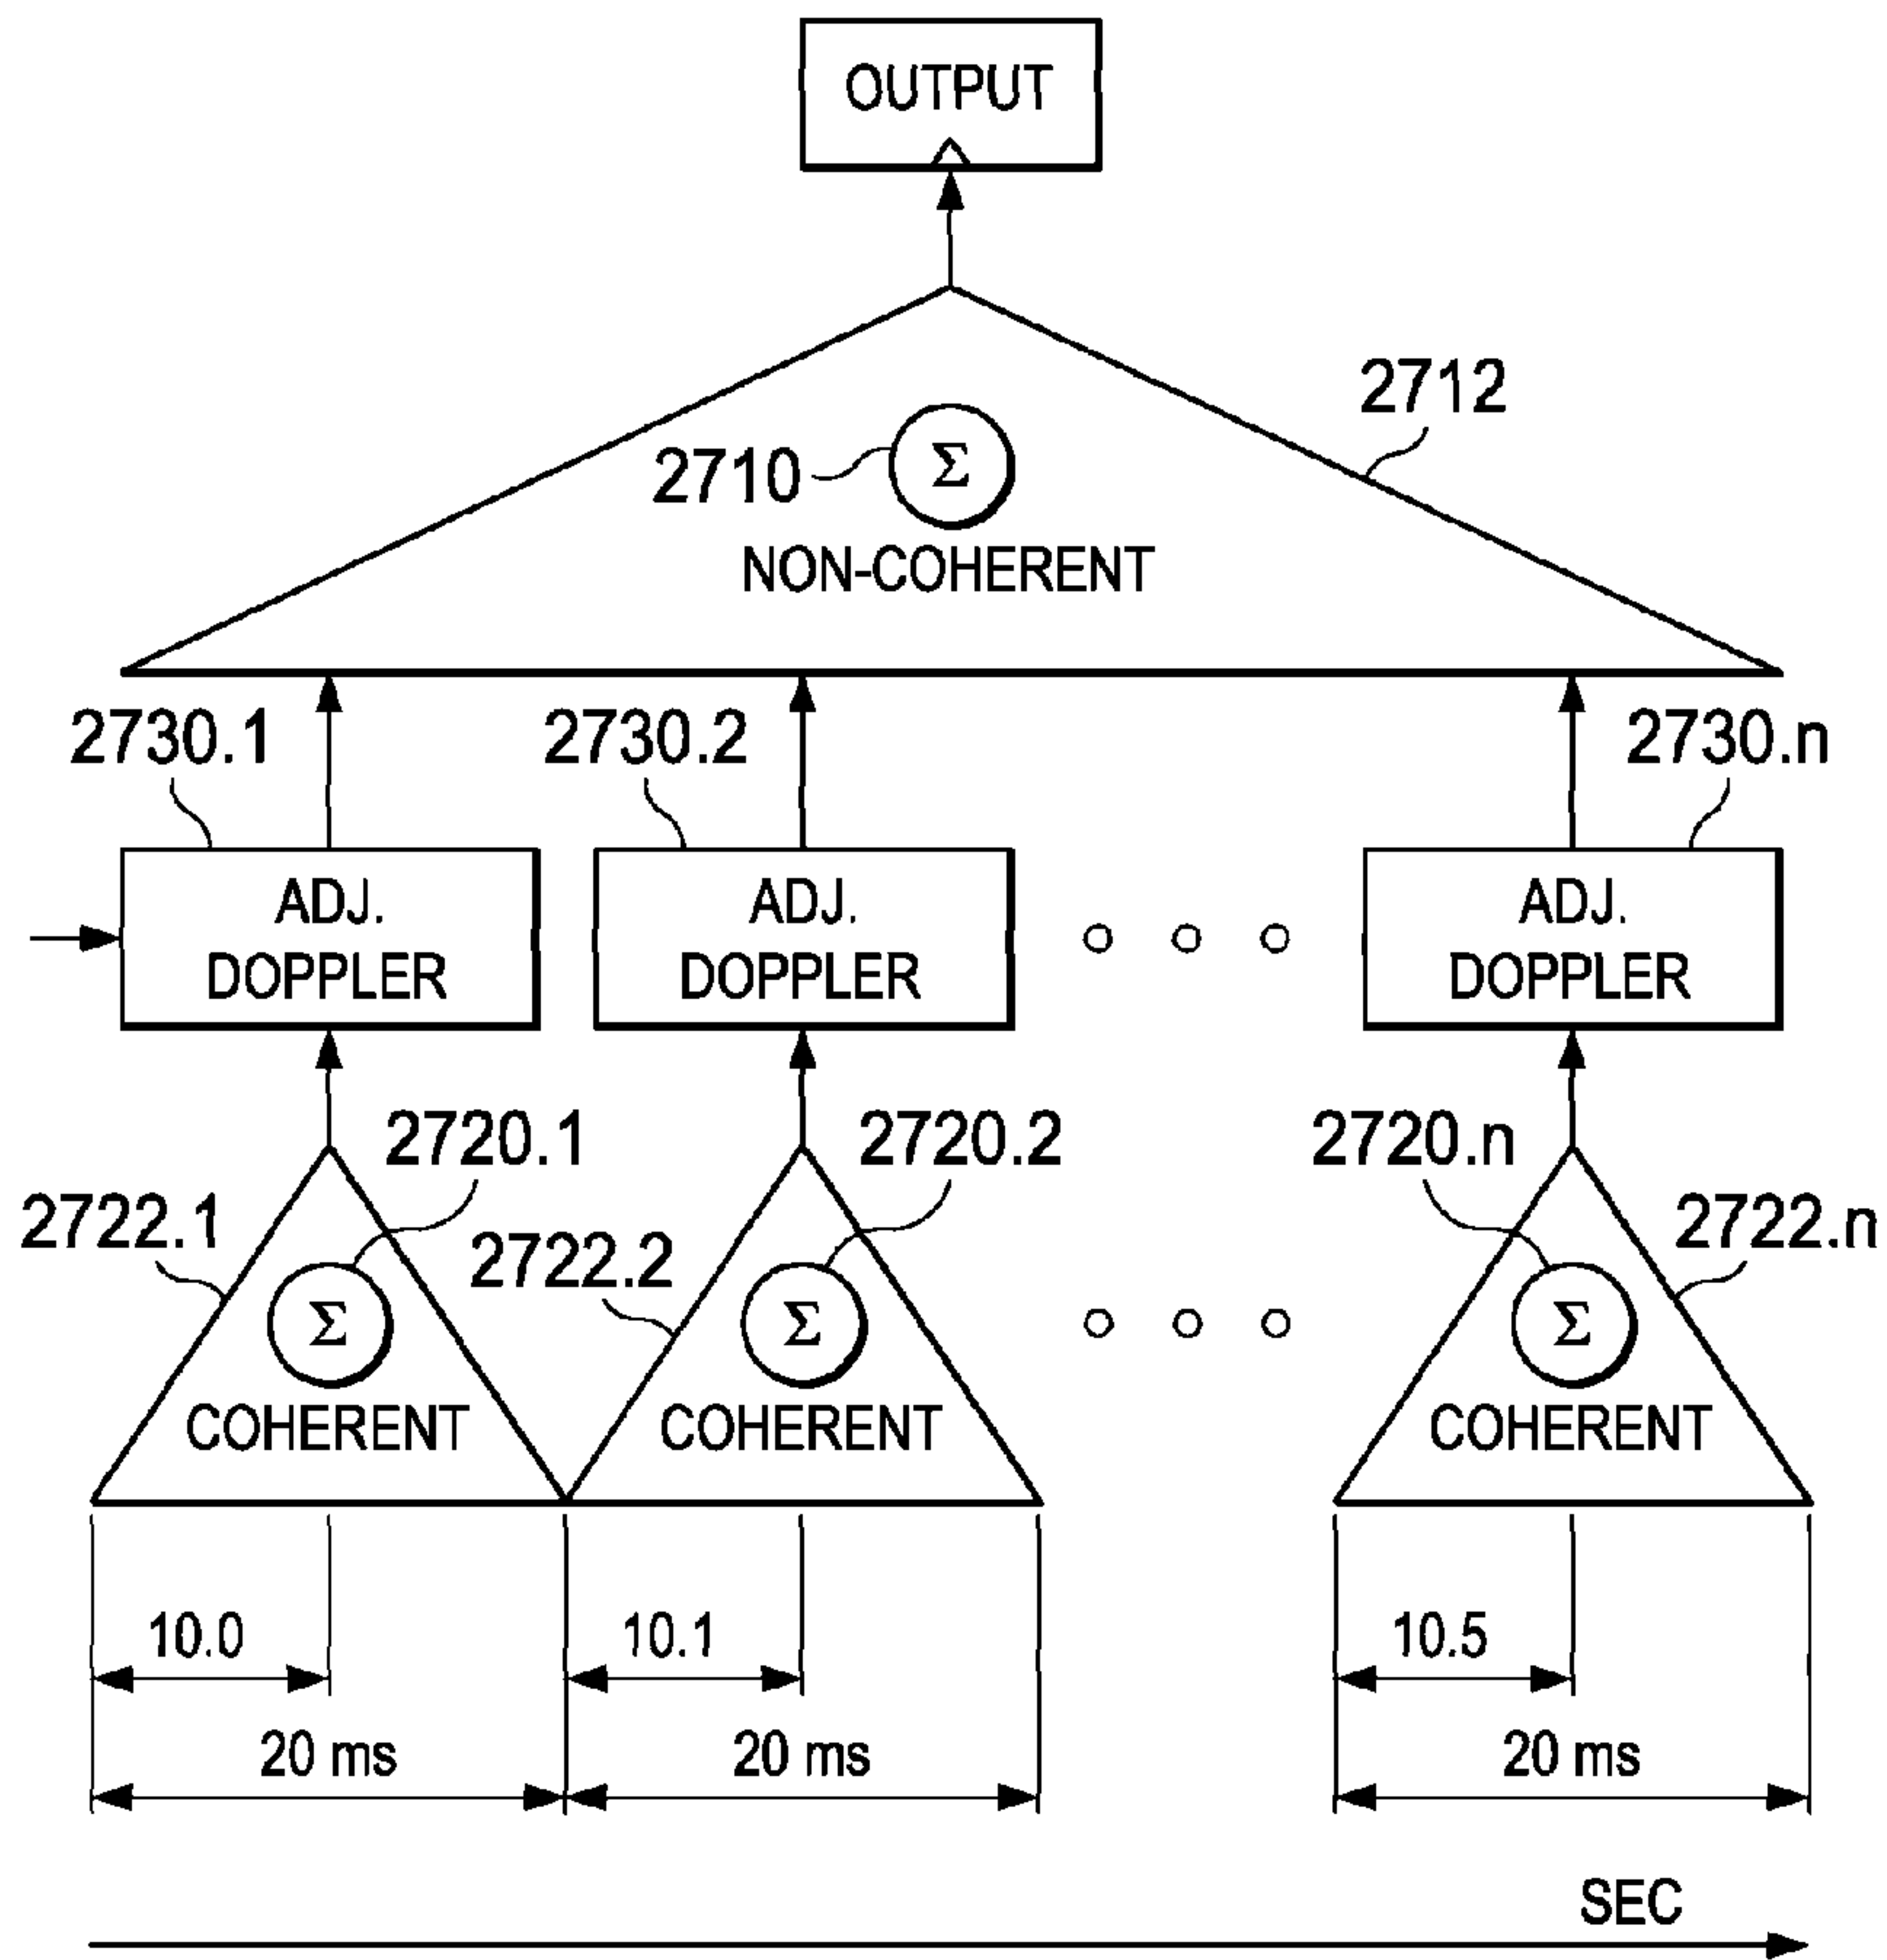 OUTPUT
2712
2710
Σ
NON-COHERENT
2730.1
2730.2
2730.n
ADJ.
DOPPLER
ADJ.
DOPPLER
ADJ.
DOPPLER
2720.1
2720.2
2720.n
2722.1
2722.2
2722.n
Σ
Σ
Σ
COHERENT
COHERENT
COHERENT
10.0
10.1
10.5
20 ms
20 ms
20 ms
SEC